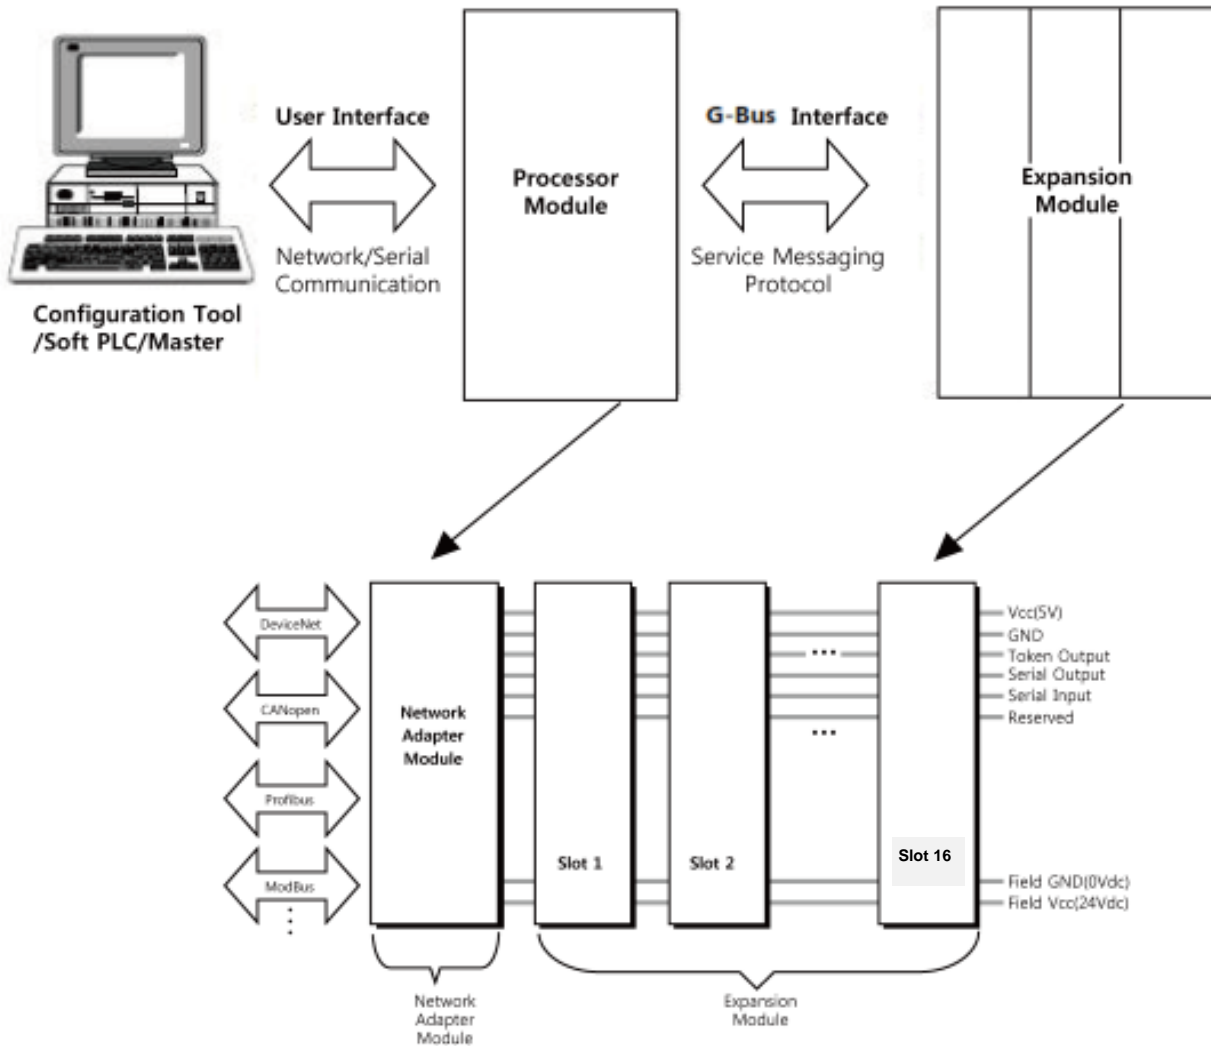 User Interface
G-Bus Interface
Processor
Module
Expansion
Module
Network/Serial
Communication
Service Messaging
Protocol
Configuration Tool
/Soft PLC/Master
DeviceNet
CANopen
Profibus
ModBus
Network
Adapter
Module
Slot 1
Slot 2
Slot 16
Vcc(5V)
GND
Token Output
Serial Output
Serial Input
Reserved
Field GND(0Vdc)
Field Vcc(24Vdc)
Network
Adapter
Module
Expansion
Module